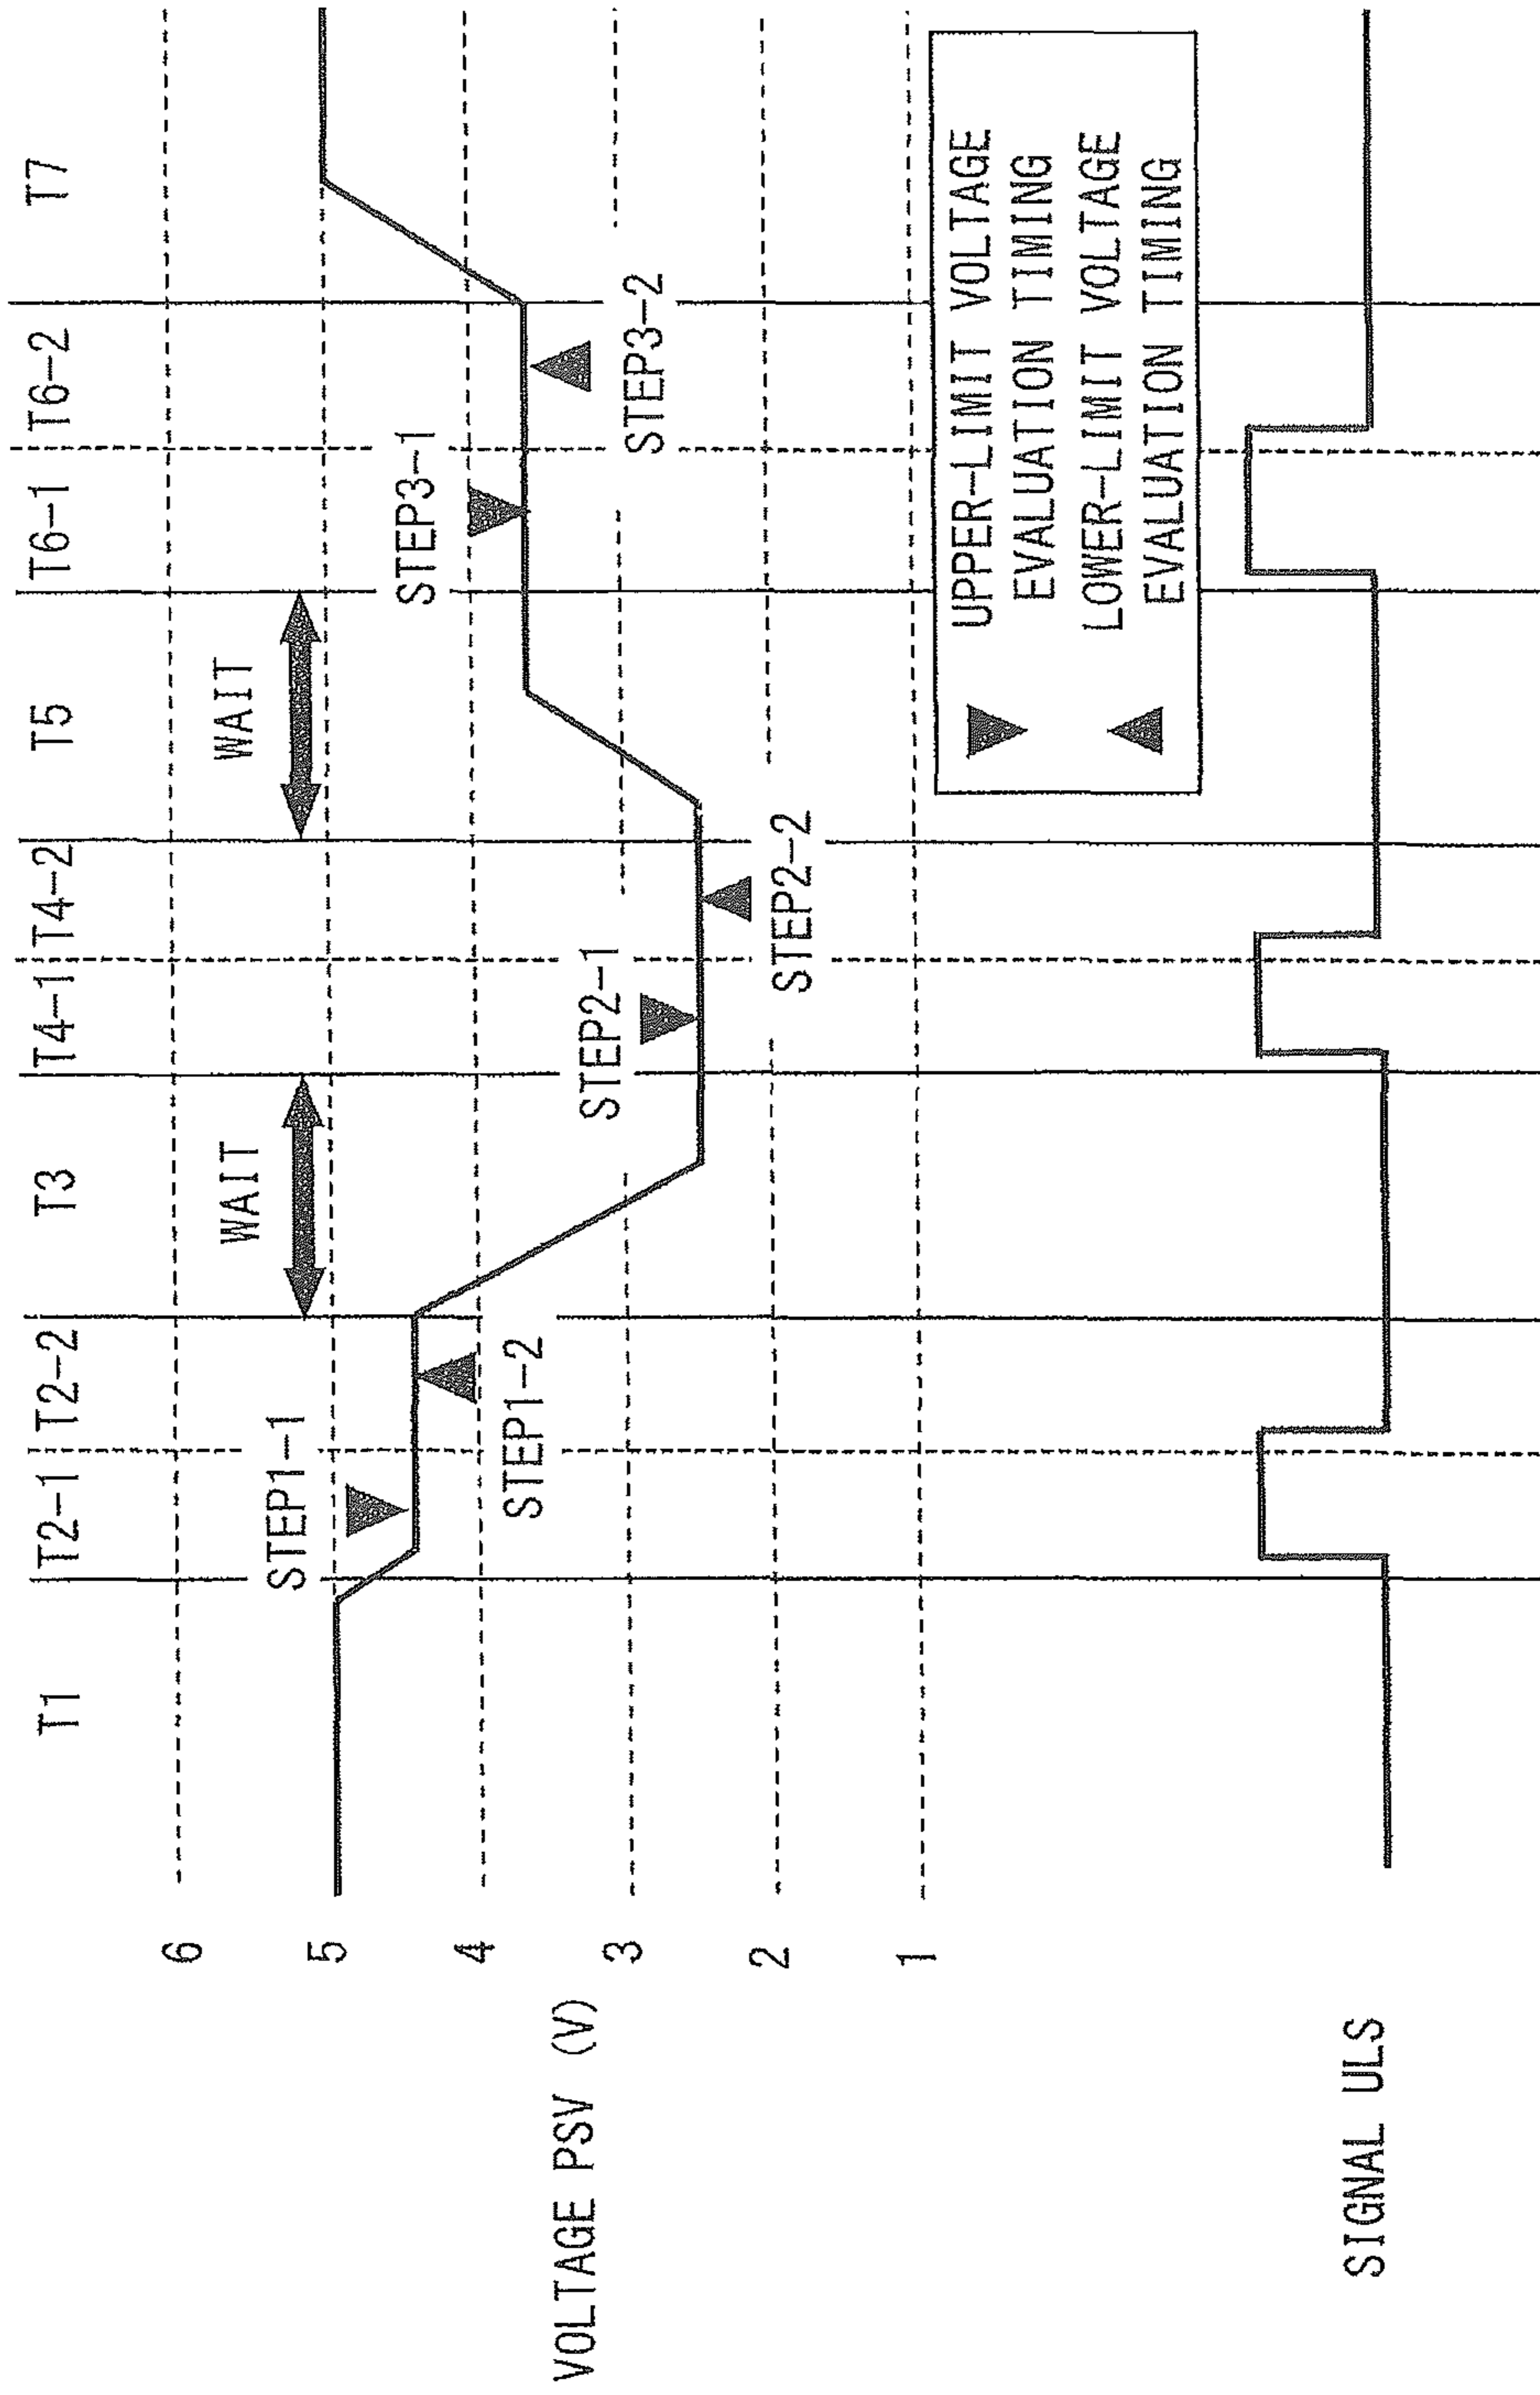 T1
T2-1
T2-2
T3
T4-1
T4-2
T5
T6-1
T6-2
T7
WAIT
WAIT
6
5
4
3
2
1
VOLTAGE PSV (V)
STEP1-1
STEP1-2
STEP2-1
STEP2-2
STEP3-1
STEP3-2
UPPER-LIMIT VOLTAGE
EVALUATION TIMING
LOWER-LIMIT VOLTAGE
EVALUATION TIMING
SIGNAL ULS